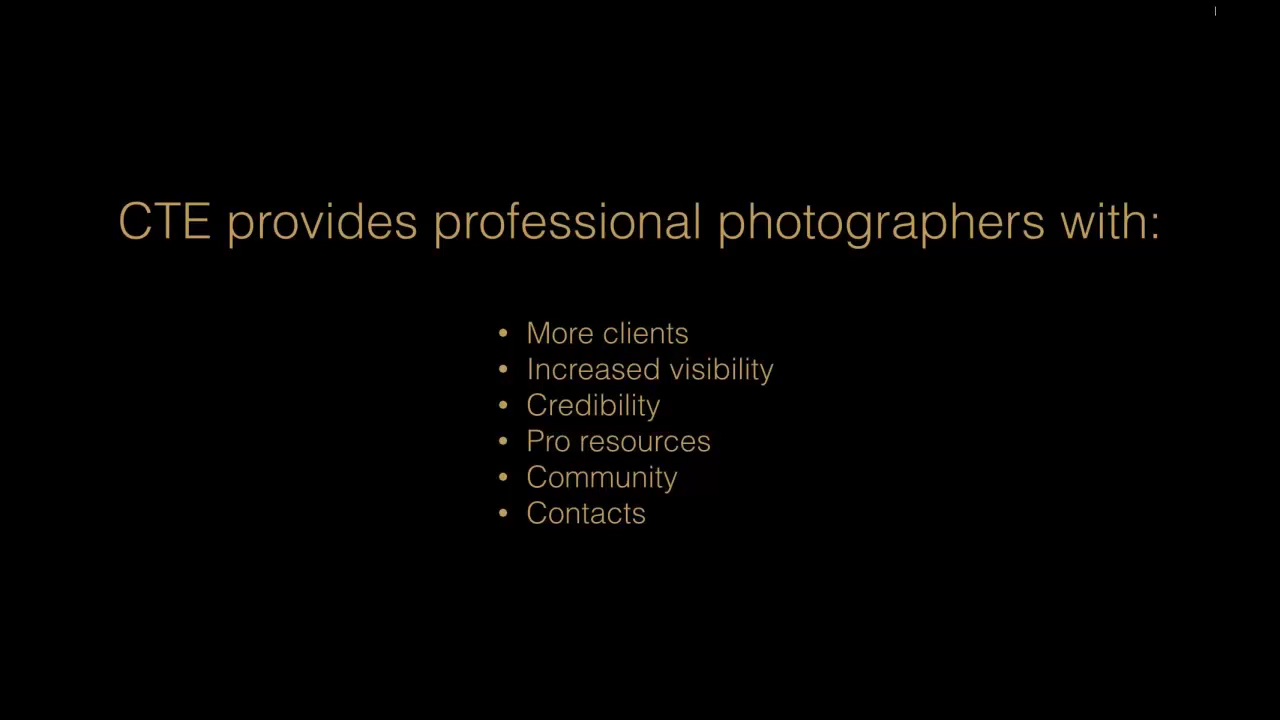 CTE provides professional photographers with:
• More clients
• Increased visibility
• Credibility
• Pro resources
• Community
• Contacts